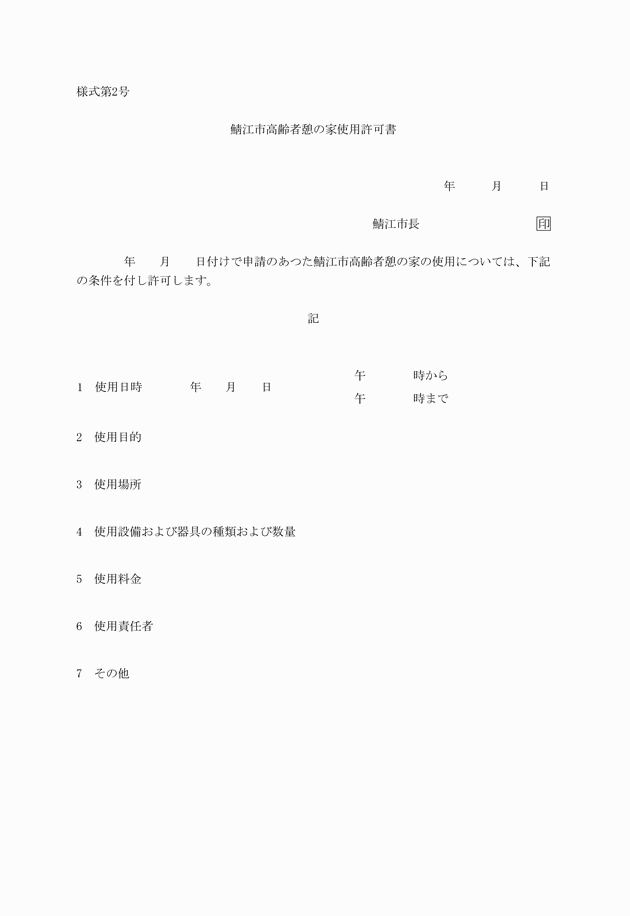 様式第2号
鯖江市高齢者憩の家使用許可書
年　　　月　　　日
鯖江市長　　　　　　　　　　印
年　　月　　日付けで申請のあつた鯖江市高齢者憩の家の使用については、下記
の条件を付し許可します。
記
1　使用日時　　　　年　　月　　日
午　　　　時から
午　　　　時まで
2　使用目的
3　使用場所
4　使用設備および器具の種類および数量
5　使用料金
6　使用責任者
7　その他